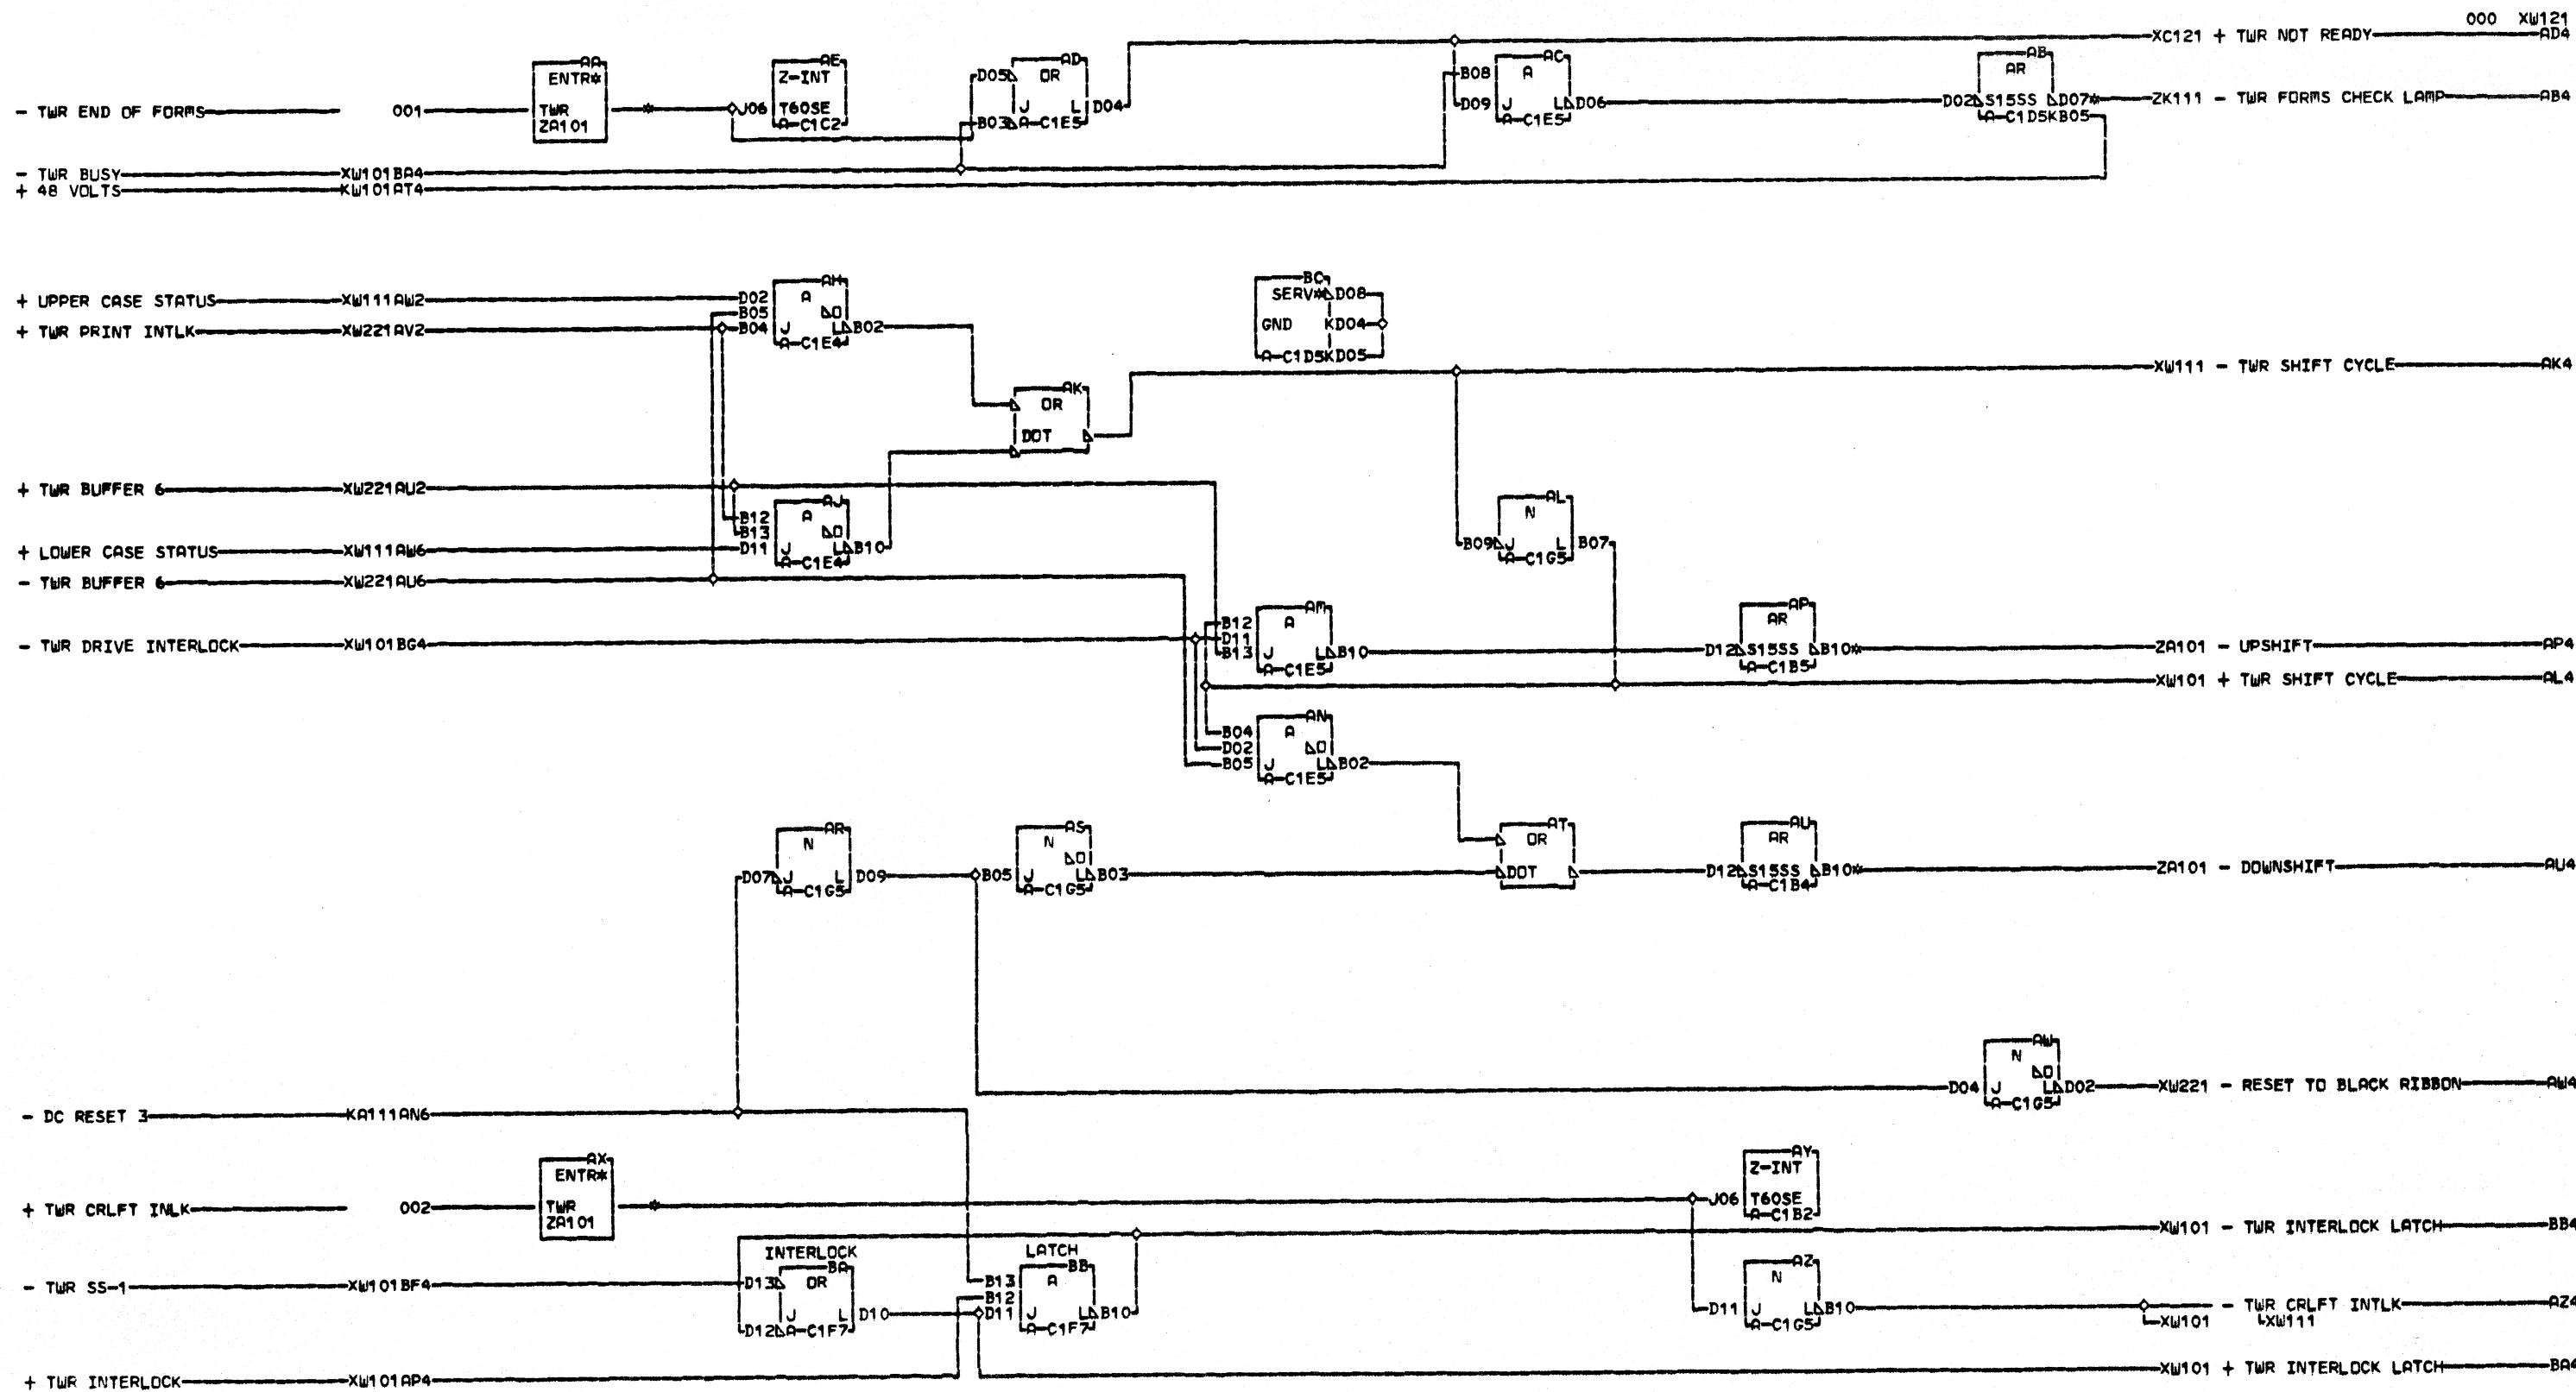 000 XW121
XC121 + TWR NOT READY AD4
AA AE AD AC AB
ENTR* Z-INT D05 OR B08 A AR
- TWR END OF FORMS 001 TWR * J06 T60SE J L D04 D09 J L D06 D02 S15SS D07* ZK111 - TWR FORMS CHECK LAMP AB4
ZA101 A-C1C2 B03 A-C1E5 A-C1E5 A-C1D5KB05
- TWR BUSY XW101BA4
+ 48 VOLTS KW101AT4
AH BC
+ UPPER CASE STATUS XW111AW2 D02 A SERV* D08
B05 O
+ TWR PRINT INTLK XW221AV2 B04 J L B02 GND KD04
A-C1E4 A-C1D5KD05
XW111 - TWR SHIFT CYCLE AK4
AK
OR
DOT
+ TWR BUFFER 6 XW221AU2
AJ AL
B12 A N
B13 O
+ LOWER CASE STATUS XW111AW6 D11 J L B10 B09 J L B07
A-C1E4 A-C1G5
- TWR BUFFER 6 XW221AU6
AM AP
B12 A AR
- TWR DRIVE INTERLOCK XW101BG4 D11
B13 J L B10 D12 S15SS B10* ZA101 - UPSHIFT AP4
A-C1E5 A-C1B5
XW101 + TWR SHIFT CYCLE AL4
AN
B04 A
D02 O
B05 J L B02
A-C1E5
AR AS AT AU
N N OR AR
O
D07 J L D09 B05 J L B03 DOT D12 S15SS B10* ZA101 - DOWNSHIFT AU4
A-C1G5 A-C1G5 A-C1B4
AW
N
O
D04 J L D02 XW221 - RESET TO BLACK RIBBON AW4
A-C1G5
- DC RESET 3 KA111AN6
AX AY
ENTR* Z-INT
+ TWR CRLFT INLK 002 TWR * J06 T60SE
ZA101 A-C1B2
XW101 - TWR INTERLOCK LATCH BB4
INTERLOCK LATCH
BA BB AZ
- TWR SS-1 XW101BF4 D13 OR B13 A N
B12
J L D10 D11 J L B10 D11 J L B10 - TWR CRLFT INTLK AZ4
D12 A-C1F7 A-C1F7 A-C1G5 XW101 XW111
+ TWR INTERLOCK XW101AP4 XW101 + TWR INTERLOCK LATCH BA4